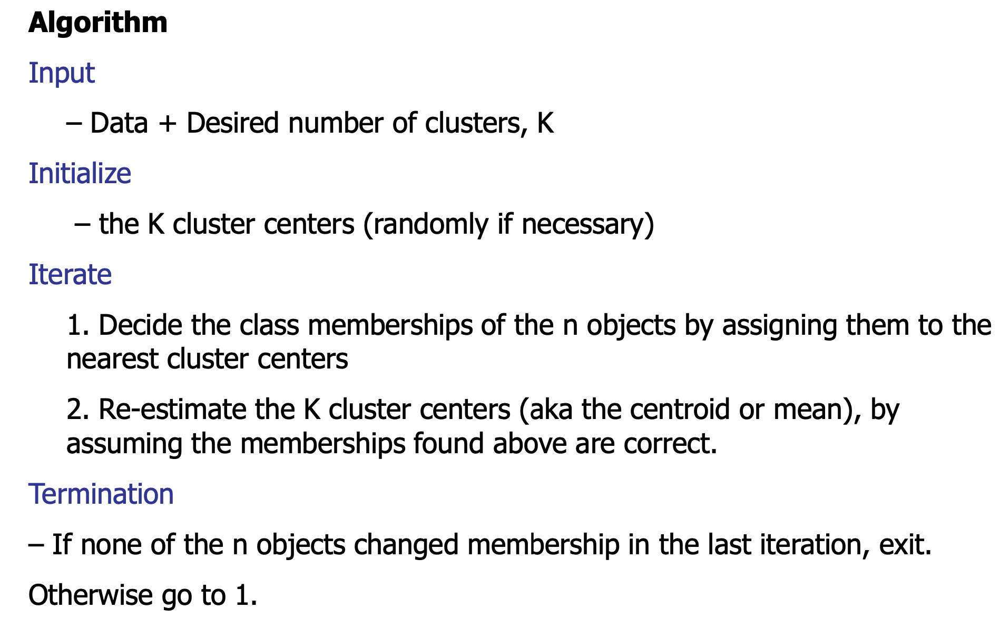 Algorithm
Input
– Data + Desired number of clusters, K
Initialize
– the K cluster centers (randomly if necessary)
Iterate
1. Decide the class memberships of the n objects by assigning them to the
nearest cluster centers
2. Re-estimate the K cluster centers (aka the centroid or mean), by
assuming the memberships found above are correct.
Termination
– If none of the n objects changed membership in the last iteration, exit.
Otherwise go to 1.